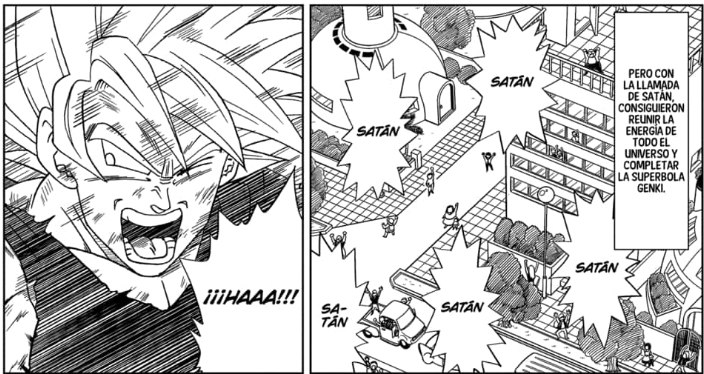 ¡¡¡HAAA!!!
PERO CON
LA LLAMADA
DE SATÁN,
CONSIGUIERON
REUNIR LA
ENERGÍA DE
TODO EL
UNIVERSO Y
COMPLETAR
LA SUPERBOLA
GENKI.
SATÁN
SATÁN
SATÁN
SATÁN
SA-
TÁN